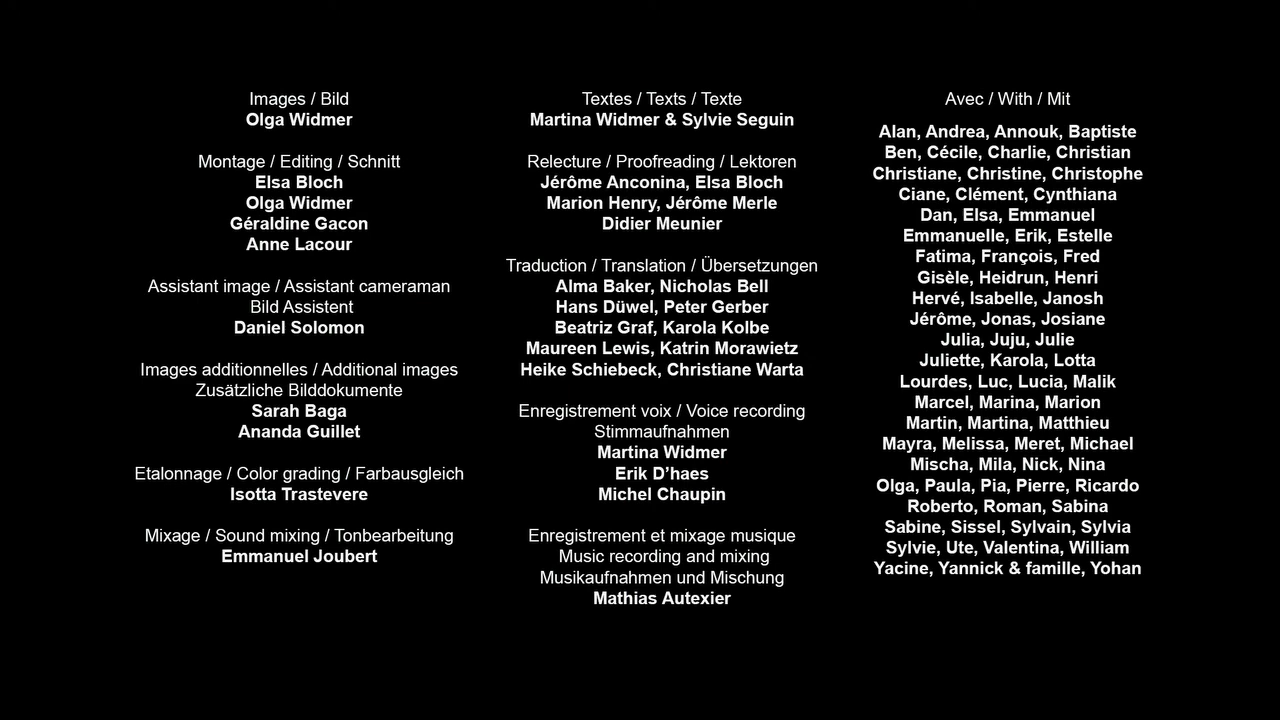 Images / Bild
Olga Widmer
Montage / Editing / Schnitt
Elsa Bloch
Olga Widmer
Géraldine Gacon
Anne Lacour
Assistant image / Assistant cameraman
Bild Assistent
Daniel Solomon
Images additionnelles / Additional images
Zusätzliche Bilddokumente
Sarah Baga
Ananda Guillet
Etalonnage / Color grading / Farbausgleich
Isotta Trastevere
Mixage / Sound mixing / Tonbearbeitung
Emmanuel Joubert
Textes / Texts / Texte
Martina Widmer & Sylvie Seguin
Relecture / Proofreading / Lektoren
Jérôme Anconina, Elsa Bloch
Marion Henry, Jérôme Merle
Didier Meunier
Traduction / Translation / Übersetzungen
Alma Baker, Nicholas Bell
Hans Düwel, Peter Gerber
Beatriz Graf, Karola Kolbe
Maureen Lewis, Katrin Morawietz
Heike Schiebeck, Christiane Warta
Enregistrement voix / Voice recording
Stimmaufnahmen
Martina Widmer
Erik D’haes
Michel Chaupin
Enregistrement et mixage musique
Music recording and mixing
Musikaufnahmen und Mischung
Mathias Autexier
Avec / With / Mit
Alan, Andrea, Annouk, Baptiste
Ben, Cécile, Charlie, Christian
Christiane, Christine, Christophe
Ciane, Clément, Cynthiana
Dan, Elsa, Emmanuel
Emmanuelle, Erik, Estelle
Fatima, François, Fred
Gisèle, Heidrun, Henri
Hervé, Isabelle, Janosh
Jérôme, Jonas, Josiane
Julia, Juju, Julie
Juliette, Karola, Lotta
Lourdes, Luc, Lucia, Malik
Marcel, Marina, Marion
Martin, Martina, Matthieu
Mayra, Melissa, Meret, Michael
Mischa, Mila, Nick, Nina
Olga, Paula, Pia, Pierre, Ricardo
Roberto, Roman, Sabina
Sabine, Sissel, Sylvain, Sylvia
Sylvie, Ute, Valentina, William
Yacine, Yannick & famille, Yohan